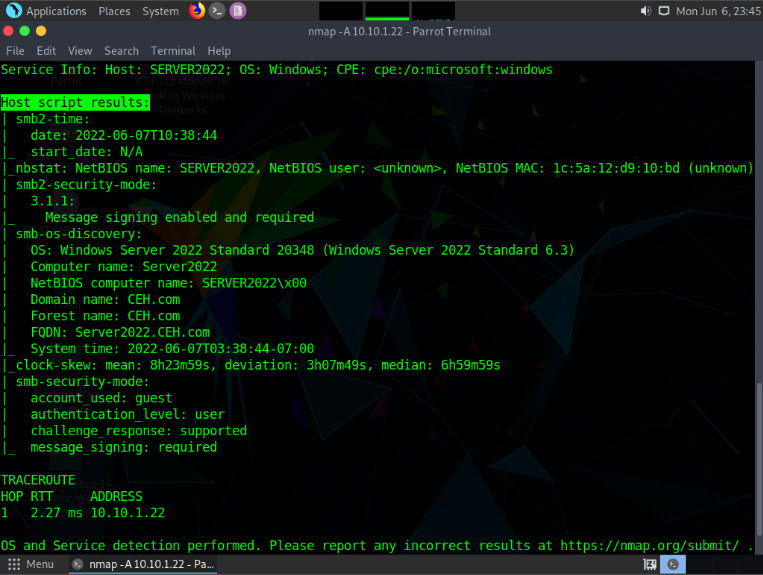 Applications Places System Mon Jun 6, 23:45
nmap -A 10.10.1.22 - Parrot Terminal
File Edit View Search Terminal Help
Service Info: Host: SERVER2022; OS: Windows; CPE: cpe:/o:microsoft:windows
Host script results:
| smb2-time:
|   date: 2022-06-07T10:38:44
|_  start_date: N/A
|_nbstat: NetBIOS name: SERVER2022, NetBIOS user: <unknown>, NetBIOS MAC: 1c:5a:12:d9:10:bd (unknown)
| smb2-security-mode:
|   3.1.1:
|_    Message signing enabled and required
| smb-os-discovery:
|   OS: Windows Server 2022 Standard 20348 (Windows Server 2022 Standard 6.3)
|   Computer name: Server2022
|   NetBIOS computer name: SERVER2022\x00
|   Domain name: CEH.com
|   Forest name: CEH.com
|   FQDN: Server2022.CEH.com
|_  System time: 2022-06-07T03:38:44-07:00
|_clock-skew: mean: 8h23m59s, deviation: 3h07m49s, median: 6h59m59s
| smb-security-mode:
|   account_used: guest
|   authentication_level: user
|   challenge_response: supported
|_  message_signing: required
TRACEROUTE
HOP RTT     ADDRESS
1   2.27 ms 10.10.1.22
OS and Service detection performed. Please report any incorrect results at https://nmap.org/submit/ .
Menu nmap -A 10.10.1.22 - Pa...